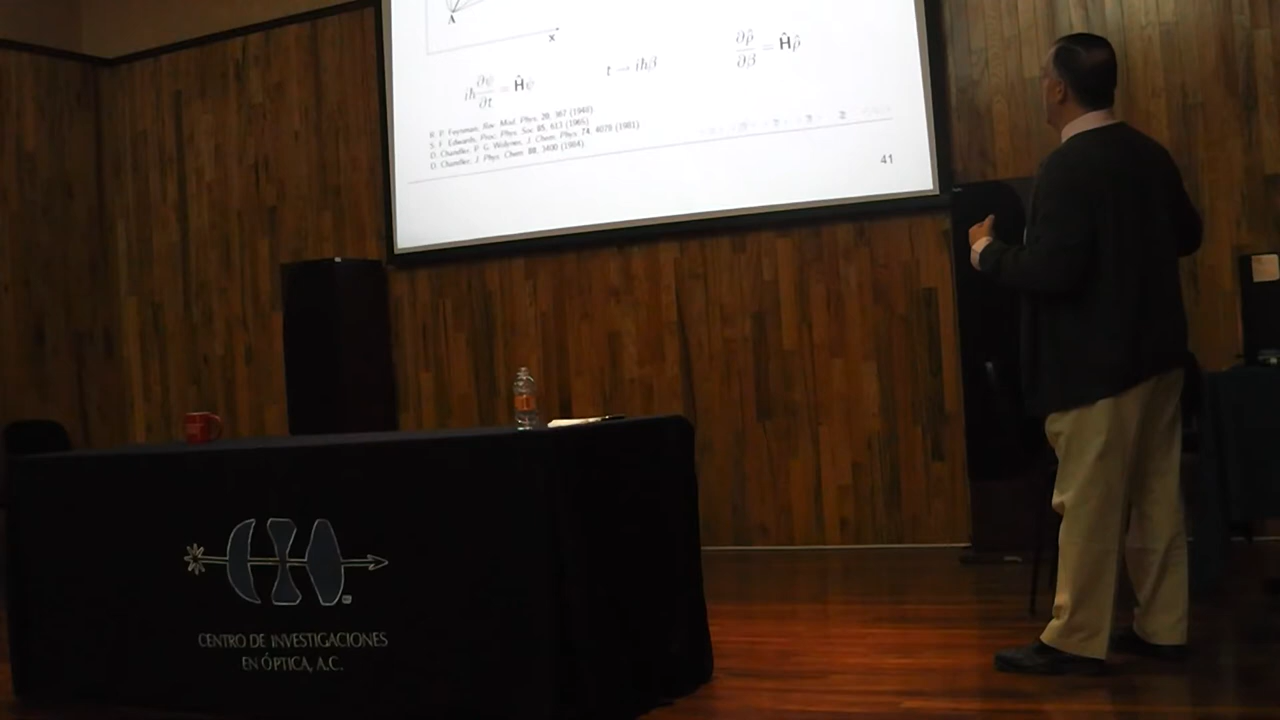 A
x
iħ ∂ψ/∂t = Ĥψ
t → iħβ
∂ρ̂/∂β = Ĥρ̂
R. P. Feynman, Rev. Mod. Phys. 20, 367 (1948).
S. F. Edwards, Proc. Phys. Soc. 85, 613 (1965).
D. Chandler, P. G. Wolynes, J. Chem. Phys. 74, 4078 (1981).
D. Chandler, J. Phys. Chem. 88, 3400 (1984).
41
CENTRO DE INVESTIGACIONES
EN ÓPTICA, A.C.